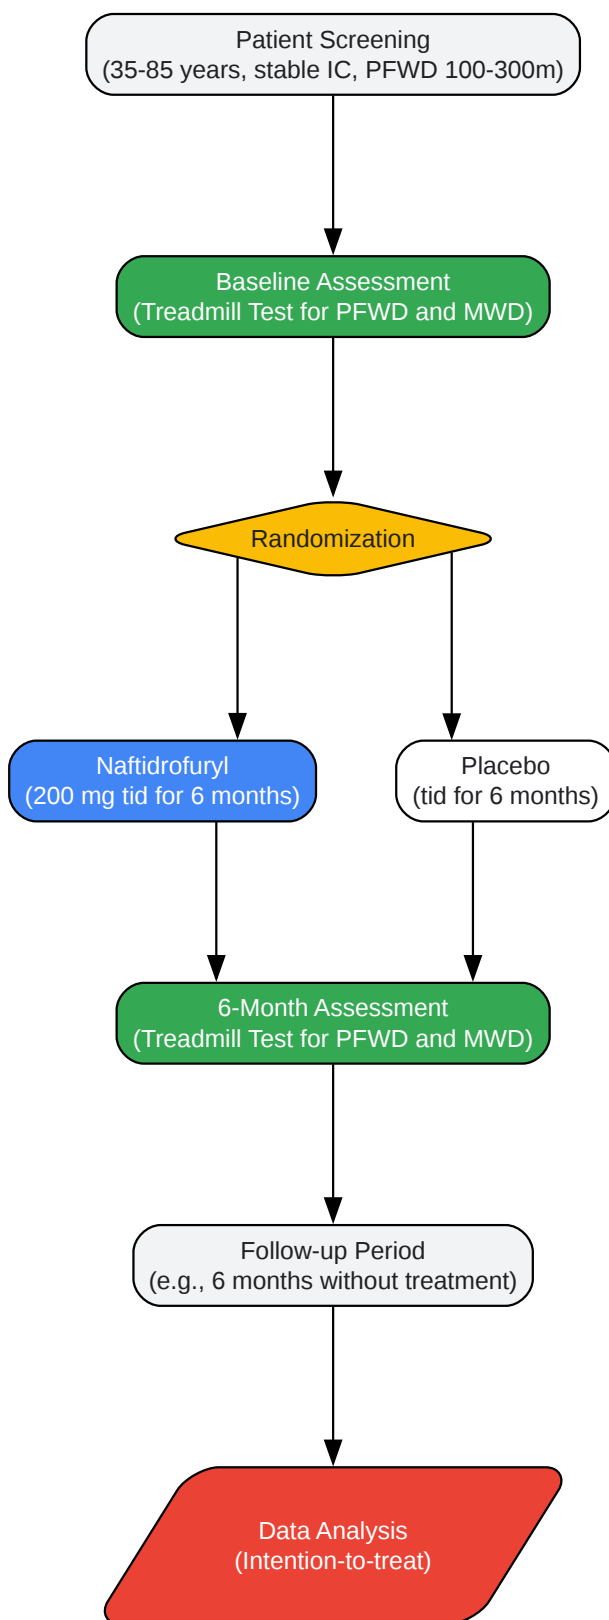 Patient Screening
(35-85 years, stable IC, PFWD 100-300m)
Baseline Assessment
(Treadmill Test for PFWD and MWD)
Randomization
Naftidrofuryl
(200 mg tid for 6 months)
Placebo
(tid for 6 months)
6-Month Assessment
(Treadmill Test for PFWD and MWD)
Follow-up Period
(e.g., 6 months without treatment)
Data Analysis
(Intention-to-treat)